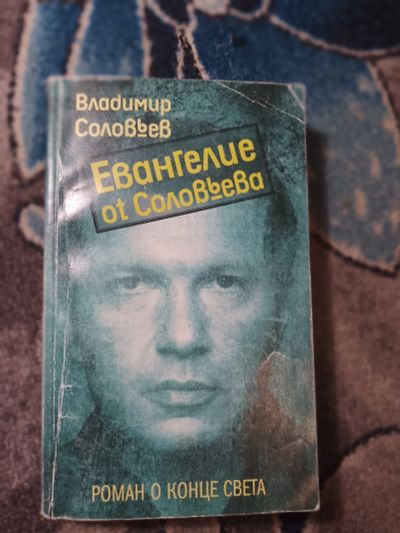 Владимир
Соловьев
Евангелие
от Соловьева
РОМАН О КОНЦЕ СВЕТА